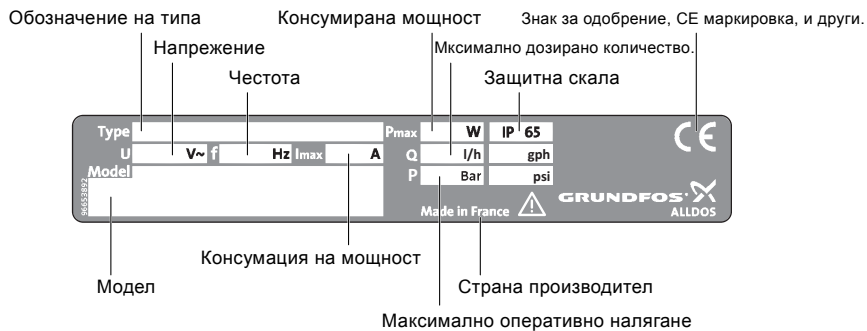 Обозначение на типа
Консумирана мощност
Знак за одобрение, CE маркировка, и други.
Напрежение
Мксимално дозирано количество.
Честота
Защитна скала
Type
Pmax W IP 65
CE
U V~ f Hz Imax A
Q l/h gph
Model
P Bar psi
96653892
Made in France
GRUNDFOS
ALLDOS
Консумация на мощност
Модел
Страна производител
Максимално оперативно налягане